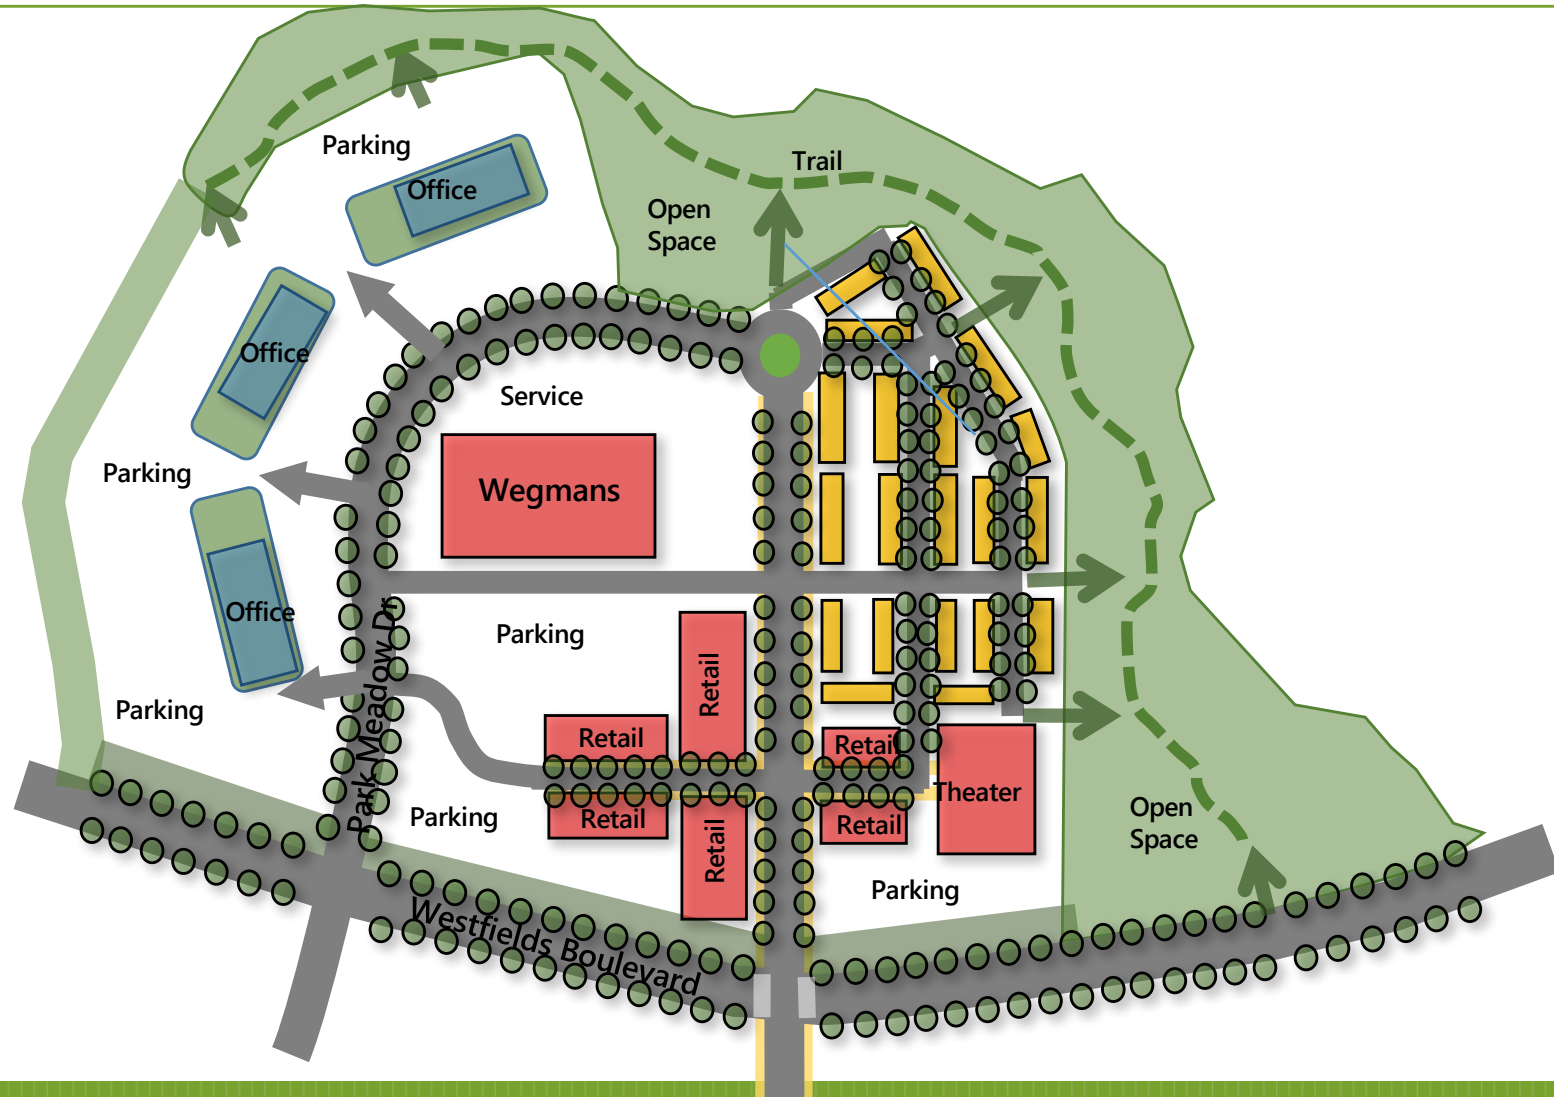 Parking
Office
Trail
Open
Space
Office
Service
Parking
Wegmans
Office
Parking
Park Meadow Dr
Retail
Parking
Retail
Retail
Theater
Parking
Retail
Retail
Retail
Open
Space
Parking
Westfields Boulevard